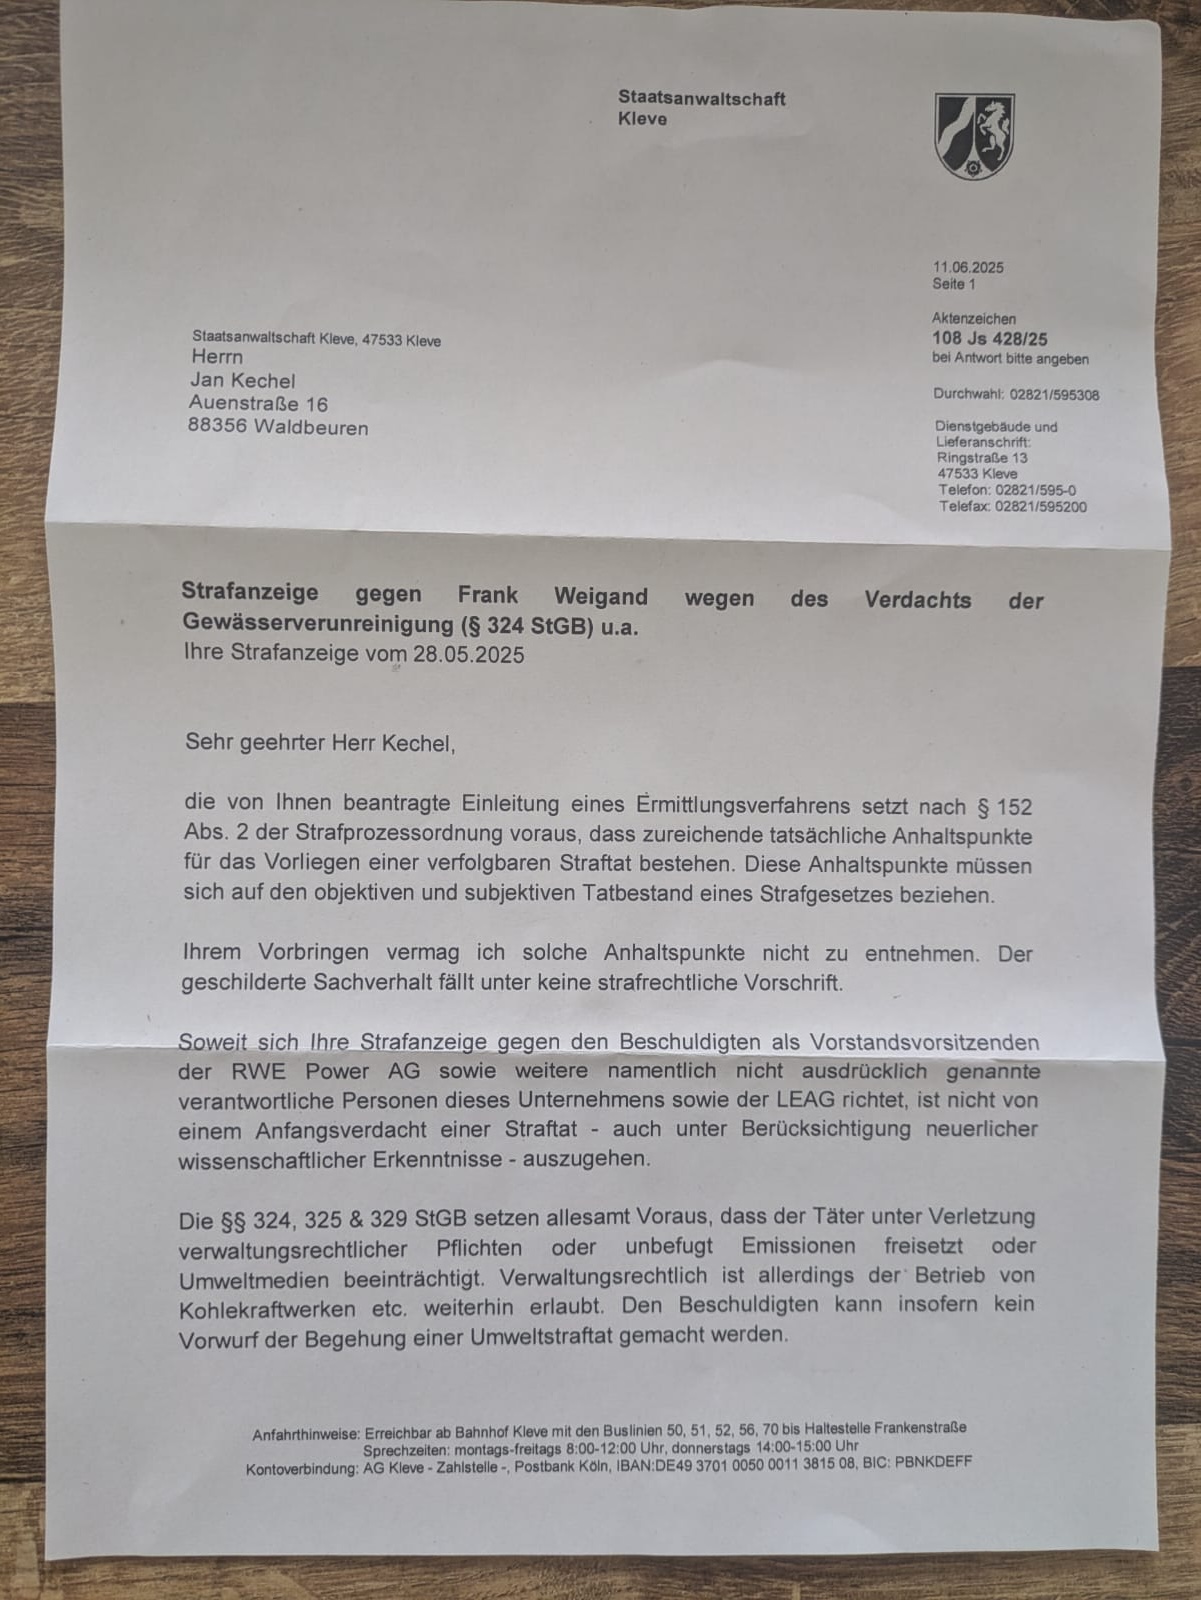 Staatsanwaltschaft
Kleve
11.06.2025
Seite 1
Aktenzeichen
108 Js 428/25
bei Antwort bitte angeben
Durchwahl: 02821/595308
Dienstgebäude und
Lieferanschrift:
Ringstraße 13
47533 Kleve
Telefon: 02821/595-0
Telefax: 02821/595200
Staatsanwaltschaft Kleve, 47533 Kleve
Herrn
Jan Kechel
Auenstraße 16
88356 Waldbeuren
Strafanzeige gegen Frank Weigand wegen des Verdachts der
Gewässerverunreinigung (§ 324 StGB) u.a.
Ihre Strafanzeige vom 28.05.2025
Sehr geehrter Herr Kechel,
die von Ihnen beantragte Einleitung eines Ermittlungsverfahrens setzt nach § 152
Abs. 2 der Strafprozessordnung voraus, dass zureichende tatsächliche Anhaltspunkte
für das Vorliegen einer verfolgbaren Straftat bestehen. Diese Anhaltspunkte müssen
sich auf den objektiven und subjektiven Tatbestand eines Strafgesetzes beziehen.
Ihrem Vorbringen vermag ich solche Anhaltspunkte nicht zu entnehmen. Der
geschilderte Sachverhalt fällt unter keine strafrechtliche Vorschrift.
Soweit sich Ihre Strafanzeige gegen den Beschuldigten als Vorstandsvorsitzenden
der RWE Power AG sowie weitere namentlich nicht ausdrücklich genannte
verantwortliche Personen dieses Unternehmens sowie der LEAG richtet, ist nicht von
einem Anfangsverdacht einer Straftat - auch unter Berücksichtigung neuerlicher
wissenschaftlicher Erkenntnisse - auszugehen.
Die §§ 324, 325 & 329 StGB setzen allesamt Voraus, dass der Täter unter Verletzung
verwaltungsrechtlicher Pflichten oder unbefugt Emissionen freisetzt oder
Umweltmedien beeinträchtigt. Verwaltungsrechtlich ist allerdings der Betrieb von
Kohlekraftwerken etc. weiterhin erlaubt. Den Beschuldigten kann insofern kein
Vorwurf der Begehung einer Umweltstraftat gemacht werden.
Anfahrthinweise: Erreichbar ab Bahnhof Kleve mit den Buslinien 50, 51, 52, 56, 70 bis Haltestelle Frankenstraße
Sprechzeiten: montags-freitags 8:00-12:00 Uhr, donnerstags 14:00-15:00 Uhr
Kontoverbindung: AG Kleve - Zahlstelle -, Postbank Köln, IBAN:DE49 3701 0050 0011 3815 08, BIC: PBNKDEFF